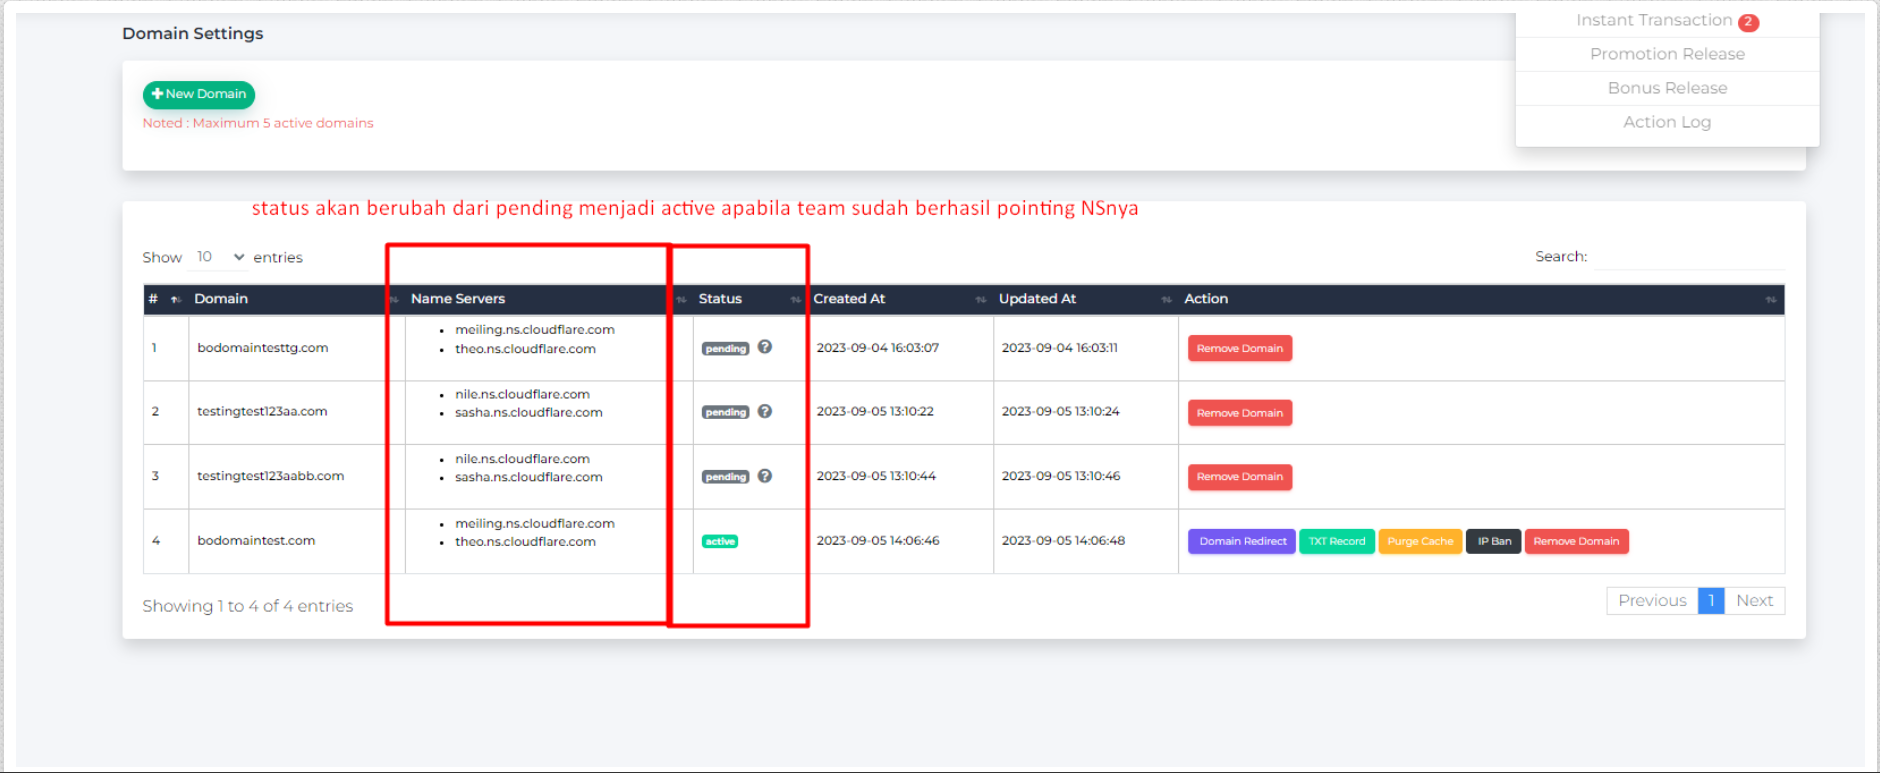 Domain Settings
Instant Transaction 2
Promotion Release
Bonus Release
Action Log
New Domain
Noted : Maximum 5 active domains
status akan berubah dari pending menjadi active apabila team sudah berhasil pointing NSnya
Show 10 entries
Search:
# Domain Name Servers Status Created At Updated At Action
1 bodomaintesttg.com meiling.ns.cloudflare.com theo.ns.cloudflare.com pending ? 2023-09-04 16:03:07 2023-09-04 16:03:11 Remove Domain
2 testingtest123aa.com nile.ns.cloudflare.com sasha.ns.cloudflare.com pending ? 2023-09-05 13:10:22 2023-09-05 13:10:24 Remove Domain
3 testingtest123aabb.com nile.ns.cloudflare.com sasha.ns.cloudflare.com pending ? 2023-09-05 13:10:44 2023-09-05 13:10:46 Remove Domain
4 bodomaintest.com meiling.ns.cloudflare.com theo.ns.cloudflare.com active 2023-09-05 14:06:46 2023-09-05 14:06:48 Domain Redirect TXT Record Purge Cache IP Ban Remove Domain
Showing 1 to 4 of 4 entries
Previous 1 Next